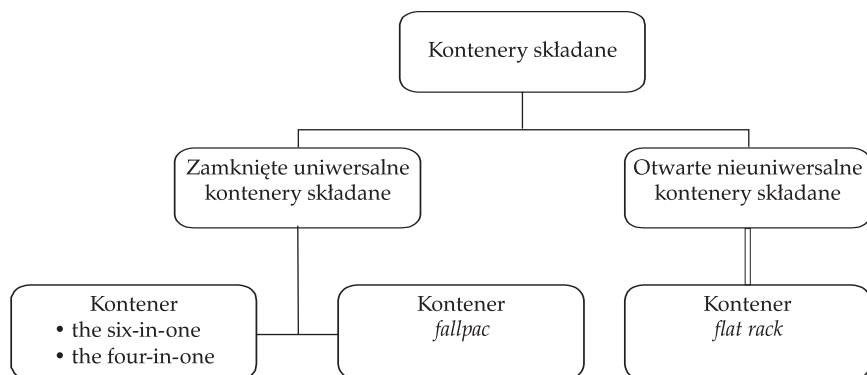 Kontenery składane
Zamknięte uniwersalne
kontenery składane
Otwarte nieuniwersalne
kontenery składane
Kontener
• the six-in-one
• the four-in-one
Kontener
fallpac
Kontener
flat rack